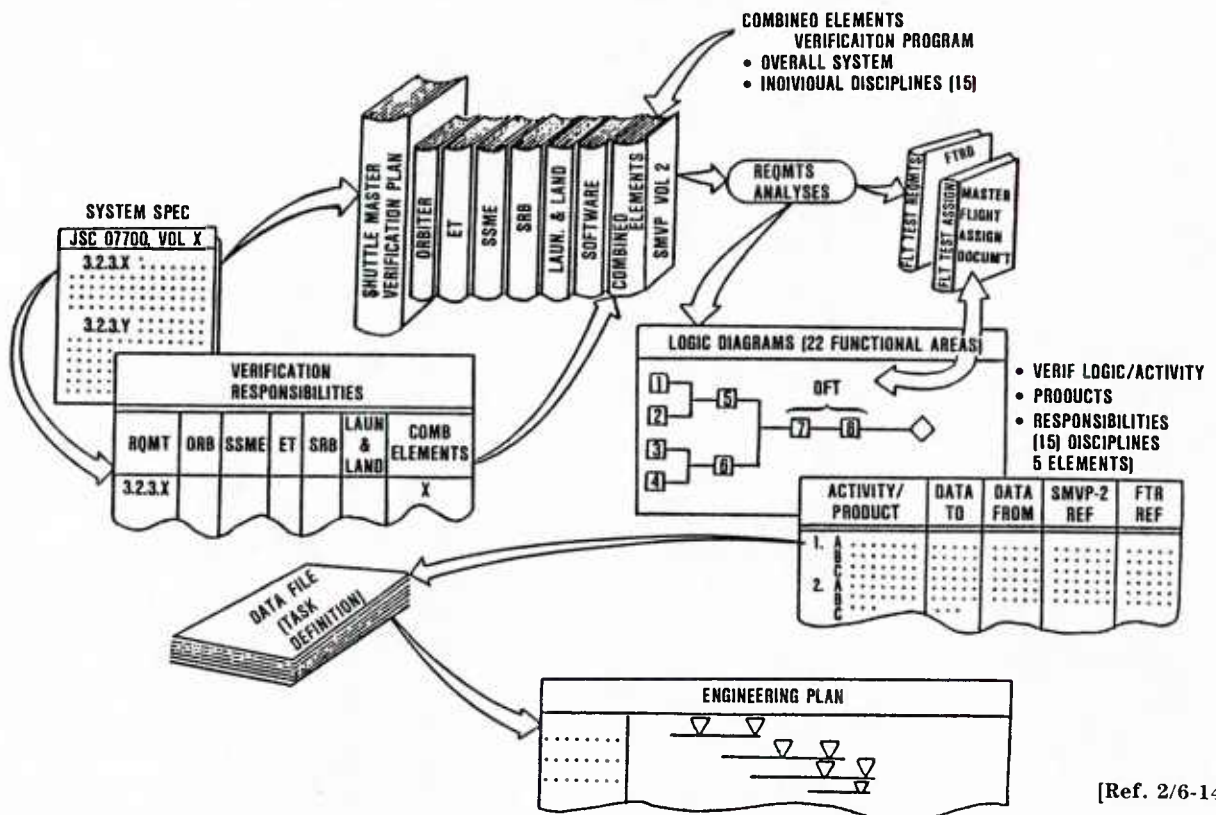 COMBINED ELEMENTS
VERIFICAITON PROGRAM
• OVERALL SYSTEM
• INDIVIDUAL DISCIPLINES (15)
SHUTTLE MASTER
VERIFICATION PLAN
ORBITER
ET
SSME
SRB
LAUN. & LAND
SOFTWARE
COMBINED
ELEMENTS
SMVP VOL 2
REQMTS
ANALYSES
FLT TEST REQMTS
FTRD
FLT TEST ASSIGN
MASTER
FLIGHT
ASSIGN
DOCUM'T
SYSTEM SPEC
JSC 07700, VOL X
3.2.3.X
3.2.3.Y
VERIFICATION
RESPONSIBILITIES
RQMT
ORB
SSME
ET
SRB
LAUN
&
LAND
COMB
ELEMENTS
3.2.3.X
X
LOGIC DIAGRAMS (22 FUNCTIONAL AREAS)
1
2
3
4
5
6
OFT
7
8
• VERIF LOGIC/ACTIVITY
• PRODUCTS
• RESPONSIBILITIES
(15) DISCIPLINES
5 ELEMENTS)
ACTIVITY/
PRODUCT
DATA
TO
DATA
FROM
SMVP-2
REF
FTR
REF
1. A
B
C
2. A
B
C
DATA FILE
(TASK
DEFINITION)
ENGINEERING PLAN
[Ref. 2/6-14